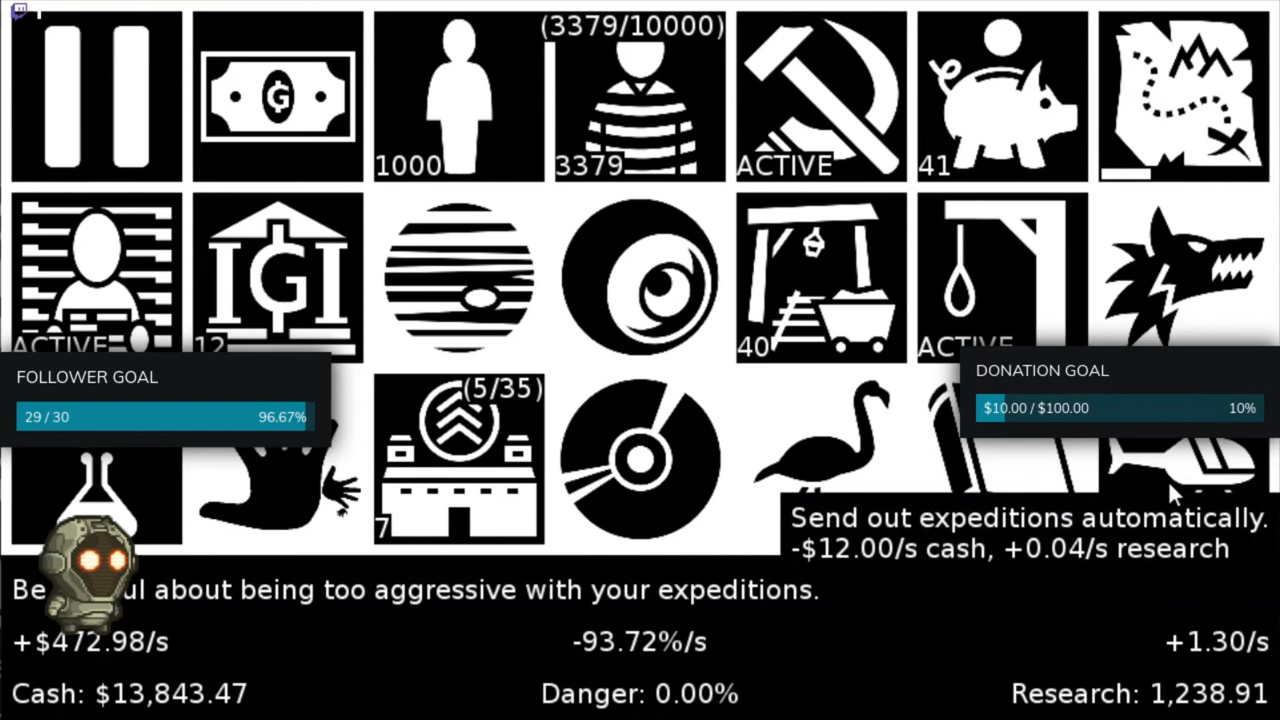 (3379/10000)
1000
3379
ACTIVE
41
ACTIVE
12
40
ACTIVE
FOLLOWER GOAL
29 / 30
96.67%
DONATION GOAL
$10.00 / $100.00
10%
(5/35)
7
Send out expeditions automatically.
-$12.00/s cash, +0.04/s research
about being too aggressive with your expeditions.
+$472.98/s
-93.72%/s
+1.30/s
Cash: $13,843.47
Danger: 0.00%
Research: 1,238.91